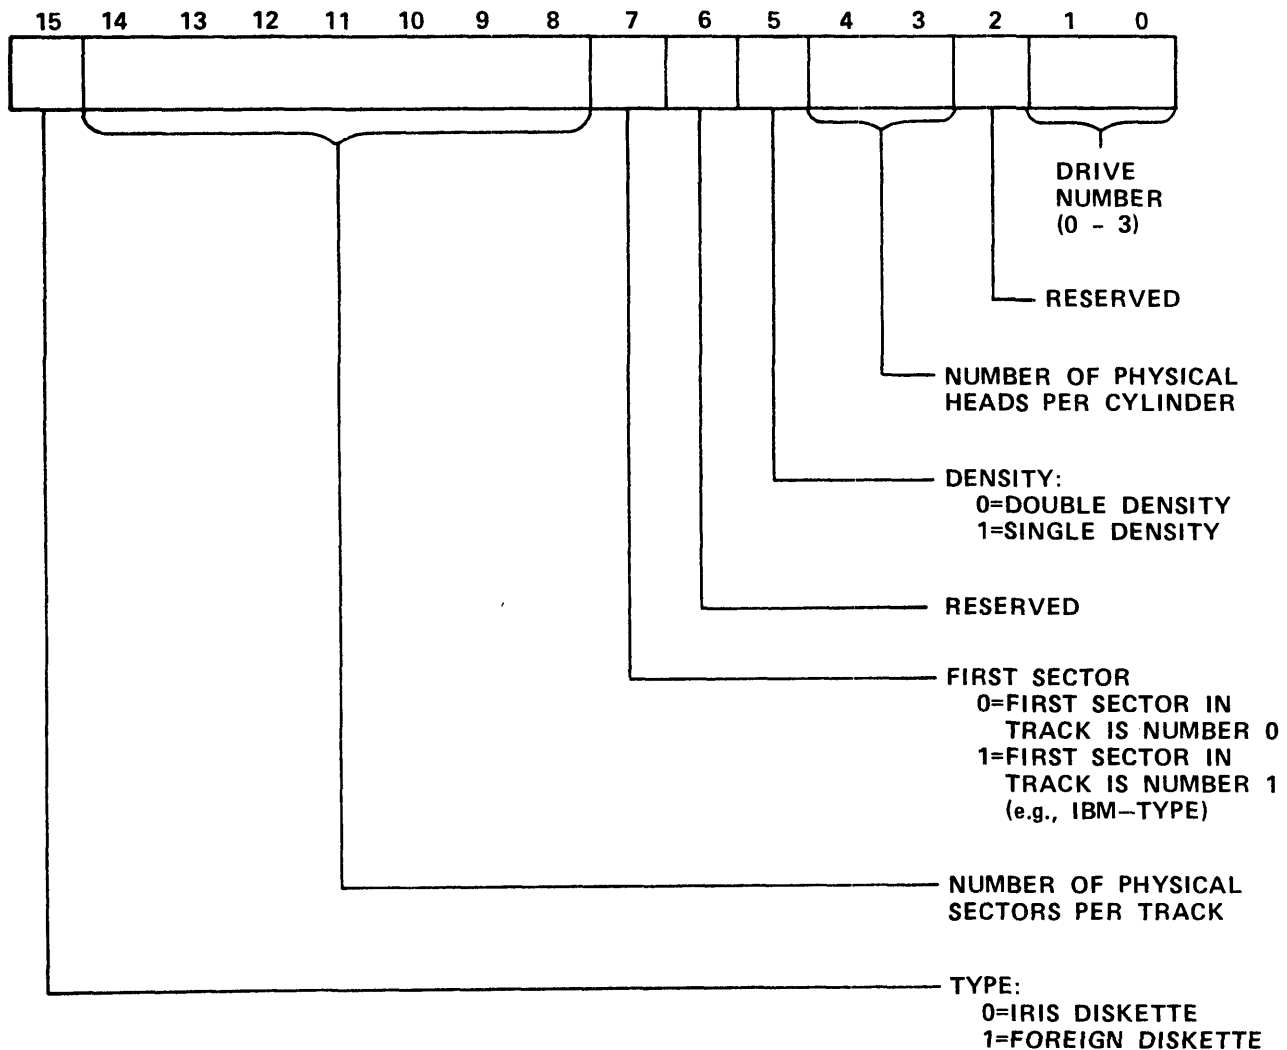 15 14 13 12 11 10 9 8 7 6 5 4 3 2 1 0
DRIVE
NUMBER
(0 - 3)
RESERVED
NUMBER OF PHYSICAL
HEADS PER CYLINDER
DENSITY:
0=DOUBLE DENSITY
1=SINGLE DENSITY
RESERVED
FIRST SECTOR
0=FIRST SECTOR IN
TRACK IS NUMBER 0
1=FIRST SECTOR IN
TRACK IS NUMBER 1
(e.g., IBM-TYPE)
NUMBER OF PHYSICAL
SECTORS PER TRACK
TYPE:
0=IRIS DISKETTE
1=FOREIGN DISKETTE